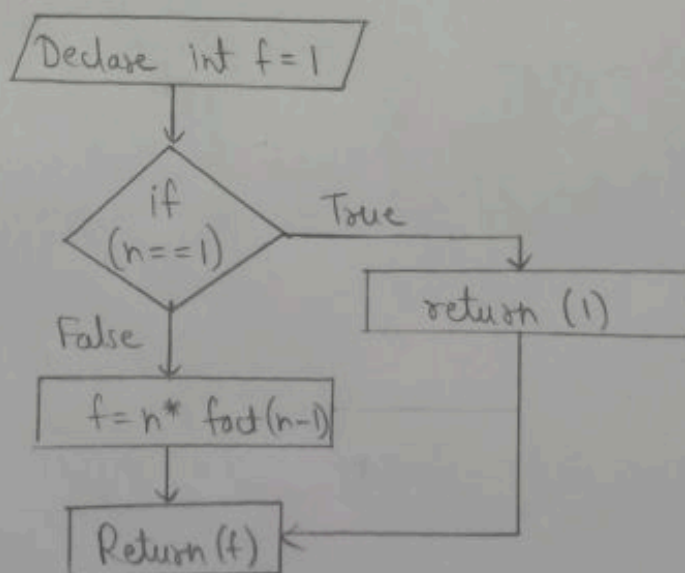 Declare int f = 1
if
(n==1)
True
return (1)
False
f = n* fact(n-1)
Return (f)